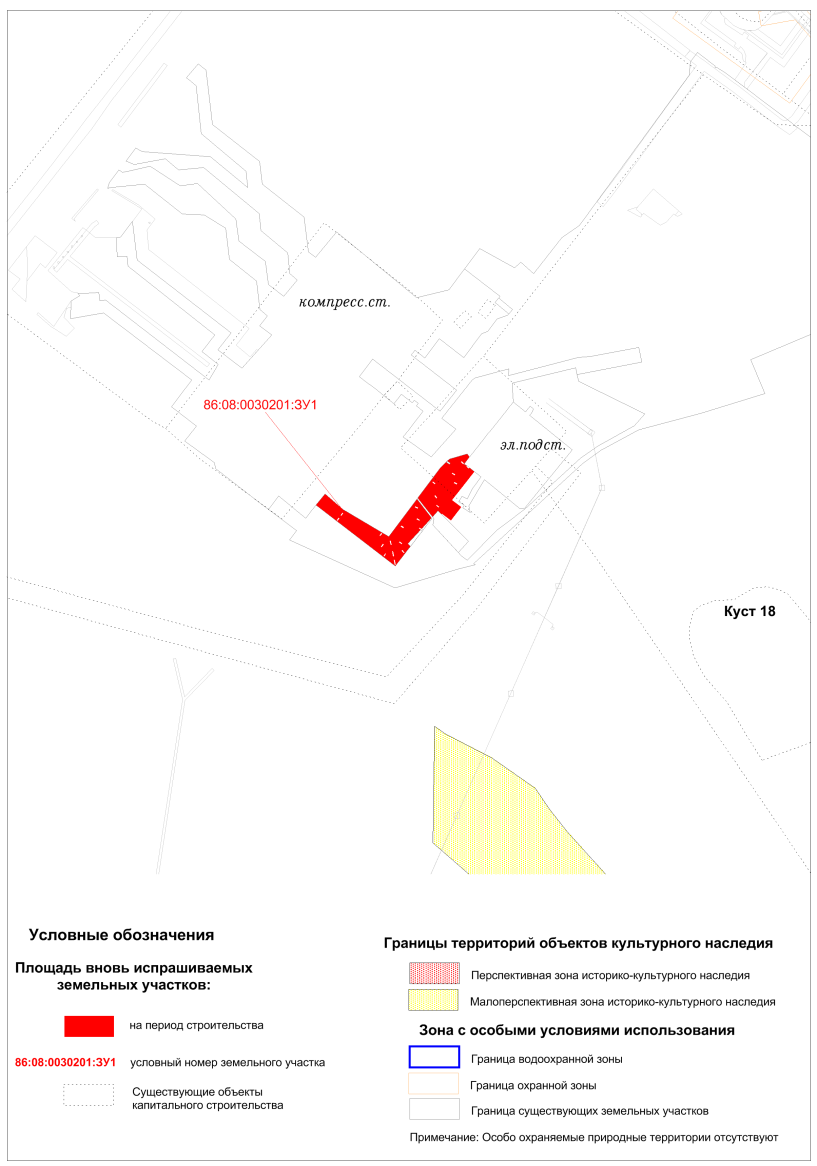 компресс.ст.
86:08:0030201:ЗУ1
эл.подст.
Куст 18
Условные обозначения
Площадь вновь испрашиваемых
земельных участков:
на период строительства
86:08:0030201:ЗУ1 условный номер земельного участка
Существующие объекты
капитального строительства
Границы территорий объектов культурного наследия
Перспективная зона историко-культурного наследия
Малоперспективная зона историко-культурного наследия
Зона с особыми условиями использования
Граница водоохранной зоны
Граница охранной зоны
Граница существующих земельных участков
Примечание: Особо охраняемые природные территории отсутствуют